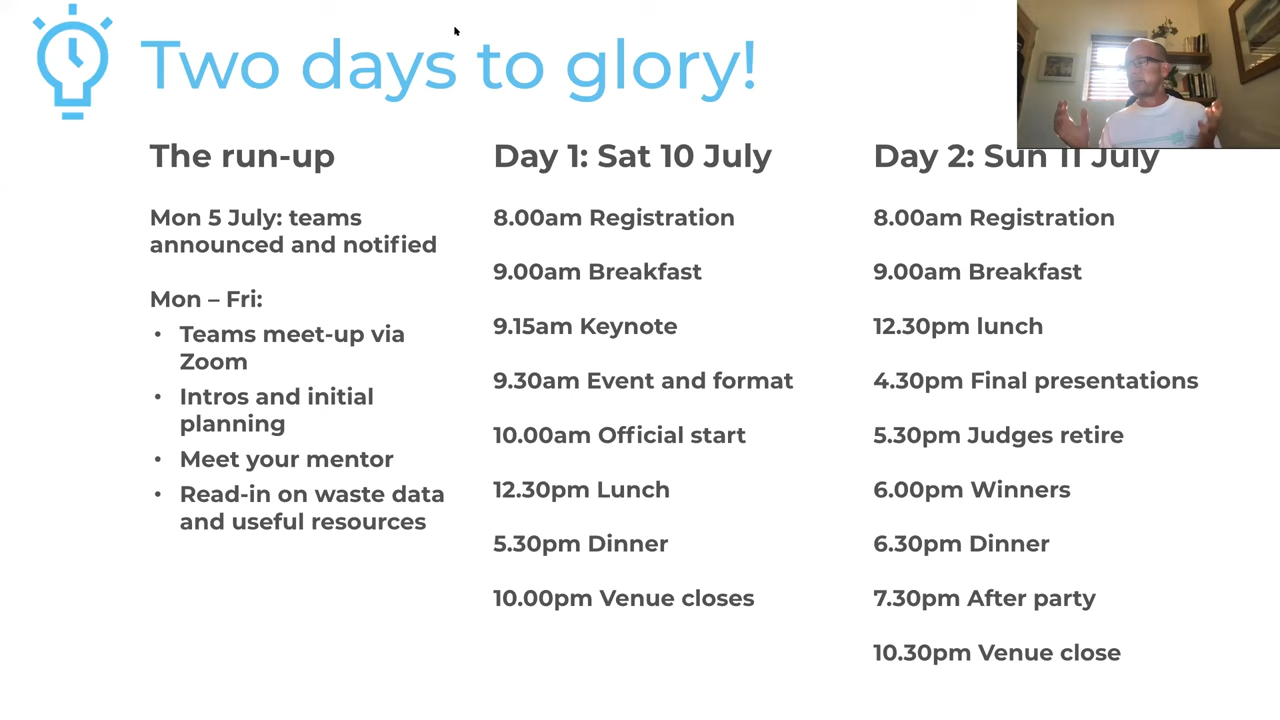 Two days to glory!
The run-up
Mon 5 July: teams
announced and notified
Mon – Fri:
• Teams meet-up via
Zoom
• Intros and initial
planning
• Meet your mentor
• Read-in on waste data
and useful resources
Day 1: Sat 10 July
8.00am Registration
9.00am Breakfast
9.15am Keynote
9.30am Event and format
10.00am Official start
12.30pm Lunch
5.30pm Dinner
10.00pm Venue closes
Day 2: Sun 11 July
8.00am Registration
9.00am Breakfast
12.30pm lunch
4.30pm Final presentations
5.30pm Judges retire
6.00pm Winners
6.30pm Dinner
7.30pm After party
10.30pm Venue close